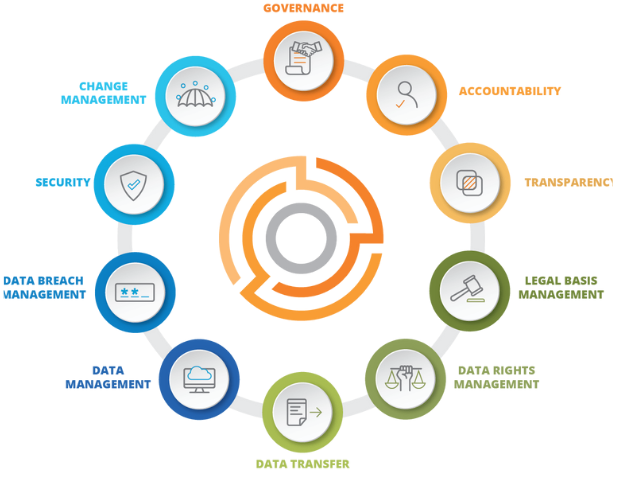 GOVERNANCE
ACCOUNTABILITY
TRANSPARENCY
LEGAL BASIS
MANAGEMENT
DATA RIGHTS
MANAGEMENT
DATA TRANSFER
DATA
MANAGEMENT
DATA BREACH
MANAGEMENT
**
SECURITY
CHANGE
MANAGEMENT